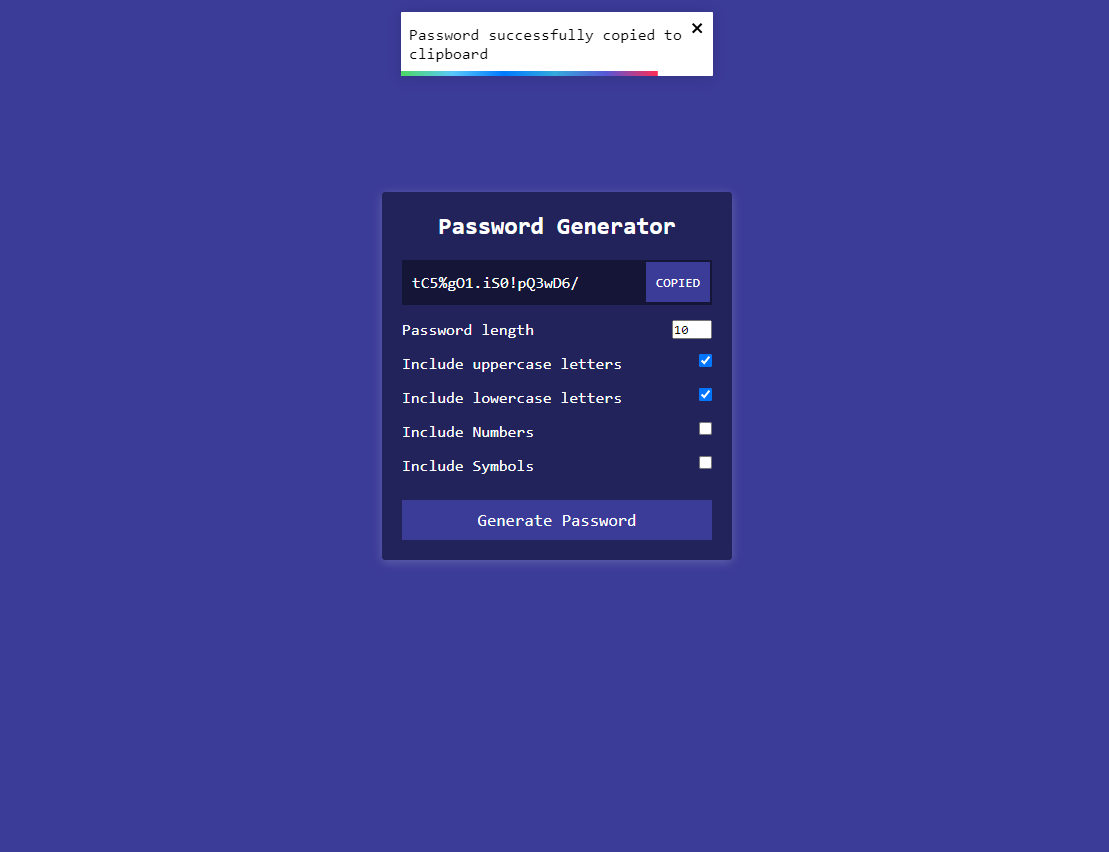 Password successfully copied to
clipboard
Password Generator
tC5%gO1.iS0!pQ3wD6/
COPIED
Password length
10
Include uppercase letters
Include lowercase letters
Include Numbers
Include Symbols
Generate Password